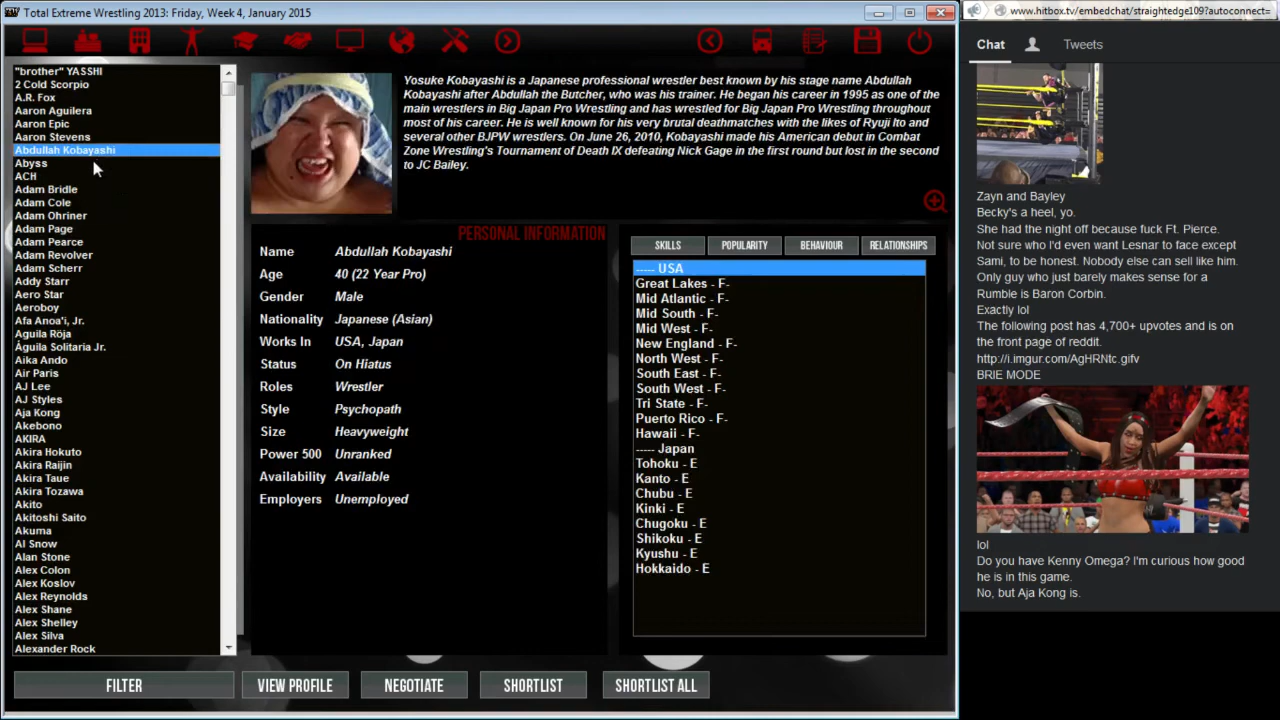 Total Extreme Wrestling 2013: Friday, Week 4, January 2015
www.hitbox.tv/embedchat/straightedge109?autoconnect=
"brother" YASSHI
2 Cold Scorpio
A.R. Fox
Aaron Aguilera
Aaron Epic
Aaron Stevens
Abdullah Kobayashi
Abyss
ACH
Adam Bridle
Adam Cole
Adam Ohriner
Adam Page
Adam Pearce
Adam Revolver
Adam Scherr
Addy Starr
Aero Star
Aeroboy
Afa Anoa'i, Jr.
Aguila Röja
Águila Solitaria Jr.
Aika Ando
Air Paris
AJ Lee
AJ Styles
Aja Kong
Akebono
AKIRA
Akira Hokuto
Akira Raijin
Akira Taue
Akira Tozawa
Akito
Akitoshi Saito
Akuma
Al Snow
Alan Stone
Alex Colon
Alex Koslov
Alex Reynolds
Alex Shane
Alex Shelley
Alex Silva
Alexander Rock
Yosuke Kobayashi is a Japanese professional wrestler best known by his stage name Abdullah
Kobayashi after Abdullah the Butcher, who was his trainer. He began his career in 1995 as one of the
main wrestlers in Big Japan Pro Wrestling and has wrestled for Big Japan Pro Wrestling throughout
most of his career. He is well known for his very brutal deathmatches with the likes of Ryuji Ito and
several other BJPW wrestlers. On June 26, 2010, Kobayashi made his American debut in Combat
Zone Wrestling's Tournament of Death IX defeating Nick Gage in the first round but lost in the second
to JC Bailey.
PERSONAL INFORMATION
Name Abdullah Kobayashi
Age 40 (22 Year Pro)
Gender Male
Nationality Japanese (Asian)
Works In USA, Japan
Status On Hiatus
Roles Wrestler
Style Psychopath
Size Heavyweight
Power 500 Unranked
Availability Available
Employers Unemployed
SKILLS POPULARITY BEHAVIOUR RELATIONSHIPS
----- USA
Great Lakes - F-
Mid Atlantic - F-
Mid South - F-
Mid West - F-
New England - F-
North West - F-
South East - F-
South West - F-
Tri State - F-
Puerto Rico - F-
Hawaii - F-
----- Japan
Tohoku - E
Kanto - E
Chubu - E
Kinki - E
Chugoku - E
Shikoku - E
Kyushu - E
Hokkaido - E
FILTER VIEW PROFILE NEGOTIATE SHORTLIST SHORTLIST ALL
Chat Tweets
Zayn and Bayley
Becky's a heel, yo.
She had the night off because fuck Ft. Pierce.
Not sure who I'd even want Lesnar to face except
Sami, to be honest. Nobody else can sell like him.
Only guy who just barely makes sense for a
Rumble is Baron Corbin.
Exactly lol
The following post has 4,700+ upvotes and is on
the front page of reddit.
http://i.imgur.com/AgHRNtc.gifv
BRIE MODE
lol
Do you have Kenny Omega? I'm curious how good
he is in this game.
No, but Aja Kong is.